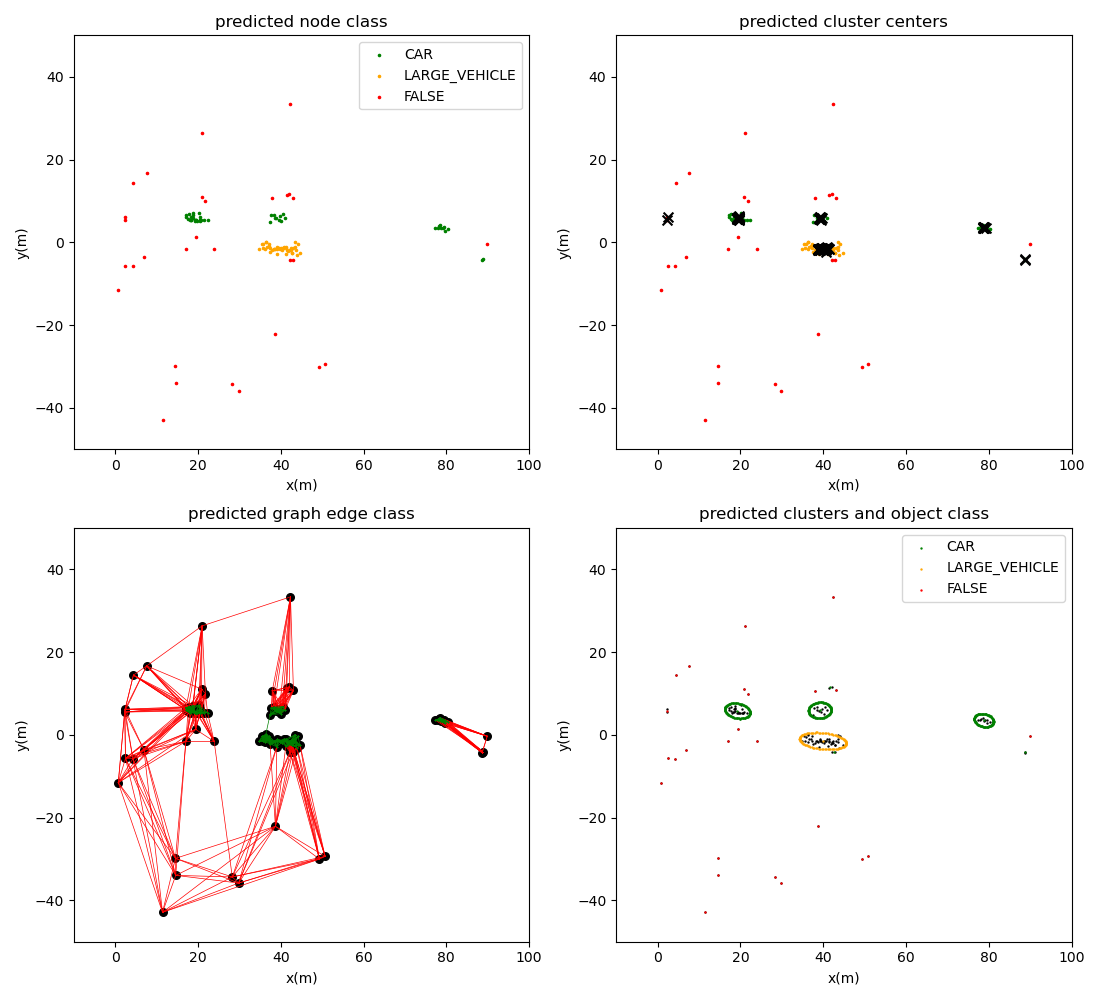 predicted node class
CAR
LARGE_VEHICLE
FALSE
40
20
0
−20
−40
y(m)
0 20 40 60 80 100
x(m)
predicted cluster centers
40
20
0
−20
−40
y(m)
0 20 40 60 80 100
x(m)
predicted graph edge class
40
20
0
−20
−40
y(m)
0 20 40 60 80 100
x(m)
predicted clusters and object class
CAR
LARGE_VEHICLE
FALSE
40
20
0
−20
−40
y(m)
0 20 40 60 80 100
x(m)